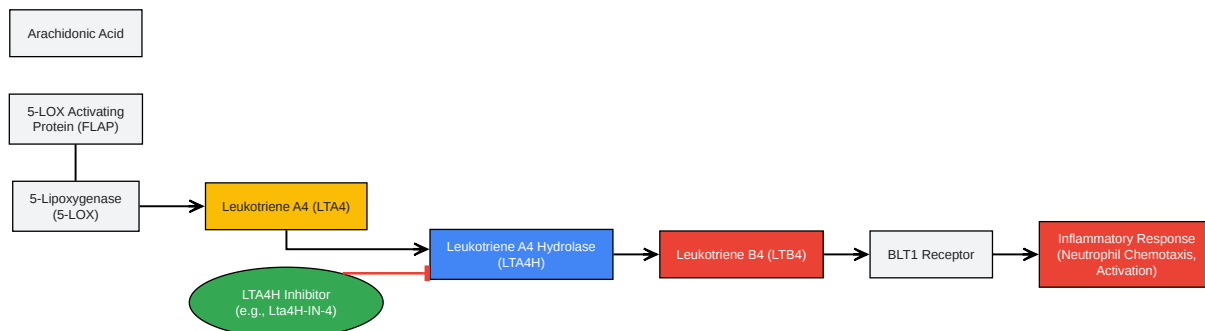 Arachidonic Acid
5-LOX Activating
Protein (FLAP)
5-Lipoxygenase
(5-LOX)
Leukotriene A4 (LTA4)
LTA4H Inhibitor
(e.g., Lta4H-IN-4)
Leukotriene A4 Hydrolase
(LTA4H)
Leukotriene B4 (LTB4)
BLT1 Receptor
Inflammatory Response
(Neutrophil Chemotaxis,
Activation)